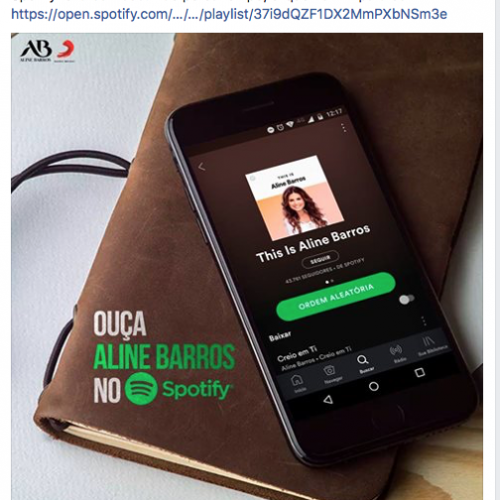 https://open.spotify.com/.../.../playlist/37i9dQZF1DX2MmPXbNSm3e
AB
ALINE BARROS
12:17
THIS IS
Aline Barros
This Is Aline Barros
SEGUIR
43.791 SEGUIDORES • DE SPOTIFY
ORDEM ALEATÓRIA
Baixar
Creio em Ti
Aline Barros • Creio em Ti
Início
Navegar
Buscar
Rádio
Sua Biblioteca
OUÇA
ALINE BARROS
NO Spotify